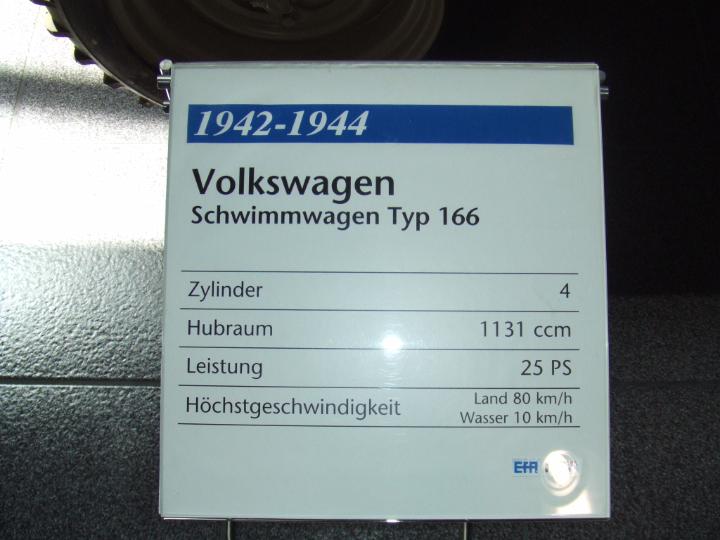 1942-1944
Volkswagen
Schwimmwagen Typ 166
Zylinder 4
Hubraum 1131 ccm
Leistung 25 PS
Höchstgeschwindigkeit Land 80 km/h
Wasser 10 km/h
EFA